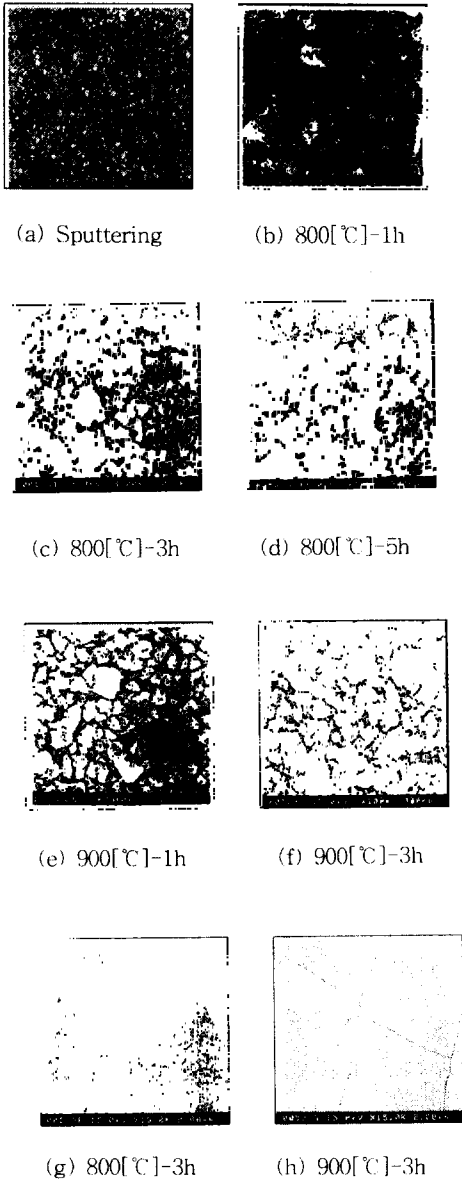 (a) Sputtering
(b) 800[℃]-1h
(c) 800[℃]-3h
(d) 800[℃]-5h
(e) 900[℃]-1h
(f) 900[℃]-3h
(g) 800[℃]-3h
(h) 900[℃]-3h